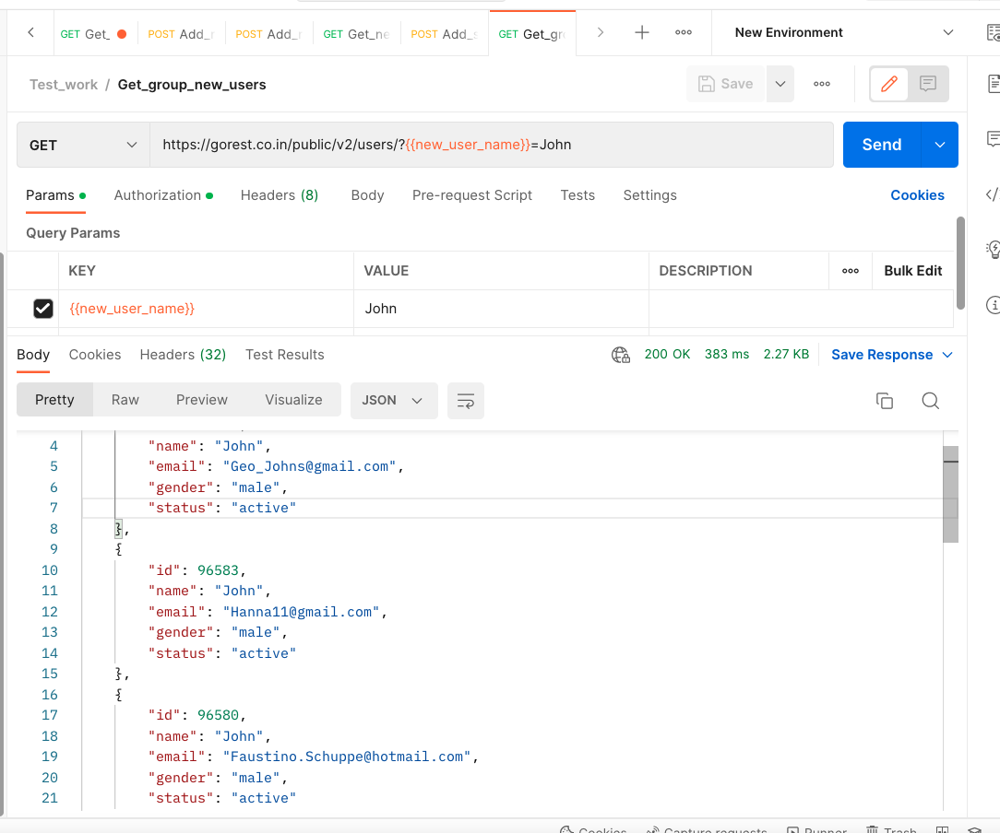 GET Get_ POST Add_r POST Add_r GET Get_ne POST Add_s GET Get_gr New Environment
Test_work / Get_group_new_users Save
GET https://gorest.co.in/public/v2/users/?{{new_user_name}}=John Send
Params Authorization Headers (8) Body Pre-request Script Tests Settings Cookies
Query Params
KEY VALUE DESCRIPTION Bulk Edit
{{new_user_name}} John
Body Cookies Headers (32) Test Results 200 OK 383 ms 2.27 KB Save Response
Pretty Raw Preview Visualize JSON
4 "name": "John",
5 "email": "Geo_Johns@gmail.com",
6 "gender": "male",
7 "status": "active"
8 },
9 {
10 "id": 96583,
11 "name": "John",
12 "email": "Hanna11@gmail.com",
13 "gender": "male",
14 "status": "active"
15 },
16 {
17 "id": 96580,
18 "name": "John",
19 "email": "Faustino.Schuppe@hotmail.com",
20 "gender": "male",
21 "status": "active"
Cookies Capture requests Runner Trash